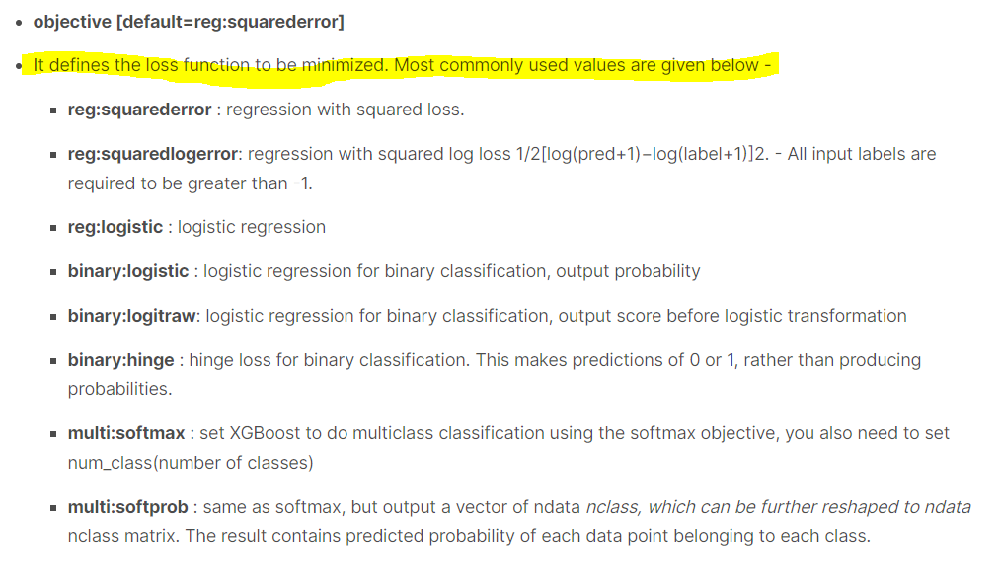 objective [default=reg:squarederror]
It defines the loss function to be minimized. Most commonly used values are given below -
reg:squarederror : regression with squared loss.
reg:squaredlogerror: regression with squared log loss 1/2[log(pred+1)−log(label+1)]2. - All input labels are
required to be greater than -1.
reg:logistic : logistic regression
binary:logistic : logistic regression for binary classification, output probability
binary:logitraw: logistic regression for binary classification, output score before logistic transformation
binary:hinge : hinge loss for binary classification. This makes predictions of 0 or 1, rather than producing
probabilities.
multi:softmax : set XGBoost to do multiclass classification using the softmax objective, you also need to set
num_class(number of classes)
multi:softprob : same as softmax, but output a vector of ndata nclass, which can be further reshaped to ndata
nclass matrix. The result contains predicted probability of each data point belonging to each class.